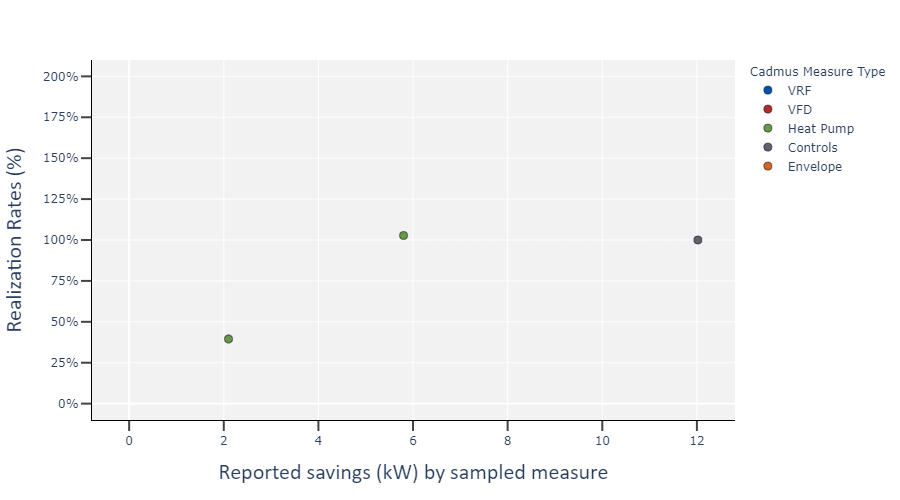 Cadmus Measure Type
VRF
VFD
Heat Pump
Controls
Envelope
Realization Rates (%)
200%
175%
150%
125%
100%
75%
50%
25%
0%
0 2 4 6 8 10 12
Reported savings (kW) by sampled measure